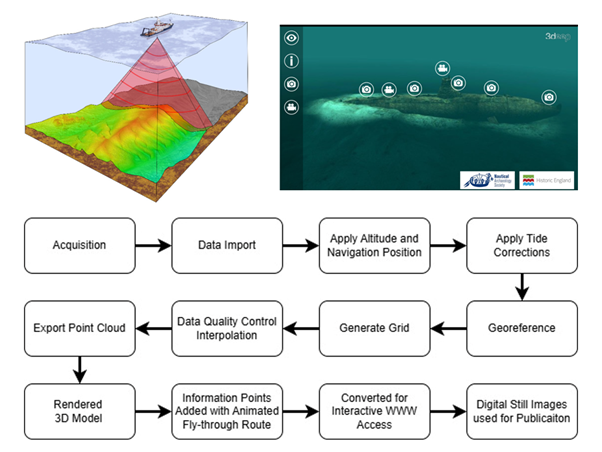 3deep
Nautical
Archaeology
Society
Historic England
Acquisition
Data Import
Apply Altitude and
Navigation Position
Apply Tide
Corrections
Export Point Cloud
Data Quality Control
Interpolation
Generate Grid
Georeference
Rendered
3D Model
Information Points
Added with Animated
Fly-through Route
Converted for
Interactive WWW
Access
Digital Still Images
used for Publicaiton